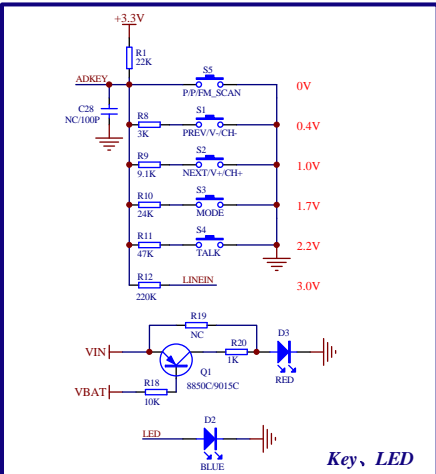 +3.3V
R1
22K
ADKEY
S5
P/P/FM_SCAN
0V
C28
NC/100P
R8
3K
S1
PREV/V-/CH-
0.4V
R9
9.1K
S2
NEXT/V+/CH+
1.0V
R10
24K
S3
MODE
1.7V
R11
47K
S4
TALK
2.2V
R12
220K
LINEIN
3.0V
R19
NC
VIN
R20
1K
D3
RED
Q1
8850C/9015C
VBAT
R18
10K
LED
D2
BLUE
Key、LED